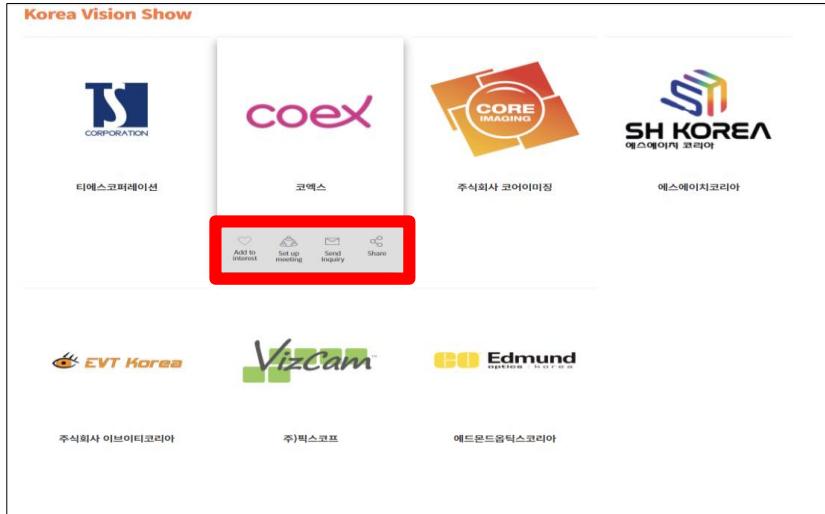 Korea Vision Show
TS
CORPORATION
coex
CORE
IMAGING
SH KOREA
에스에이치 코리아
티에스코퍼레이션
코엑스
주식회사 코어이미징
에스에이치코리아
Add to
interest
Set up
meeting
Send
Inquiry
Share
EVT Korea
VizCam
Edmund
optics korea
주식회사 이브이티코리아
주)픽스코프
에드몬드옵틱스코리아